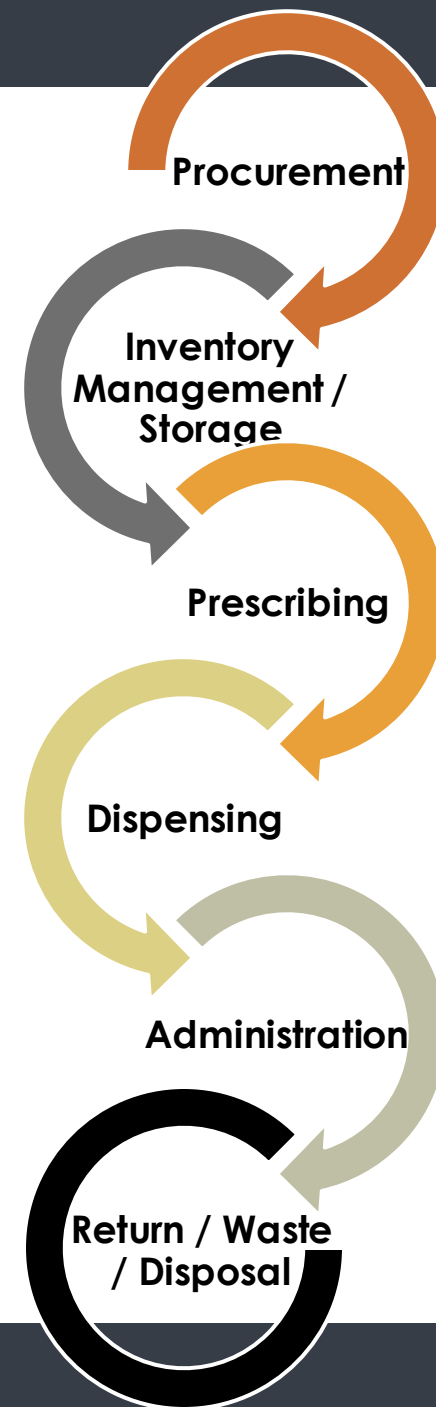 Procurement
Inventory
Management /
Storage
Prescribing
Dispensing
Administration
Return / Waste
/ Disposal